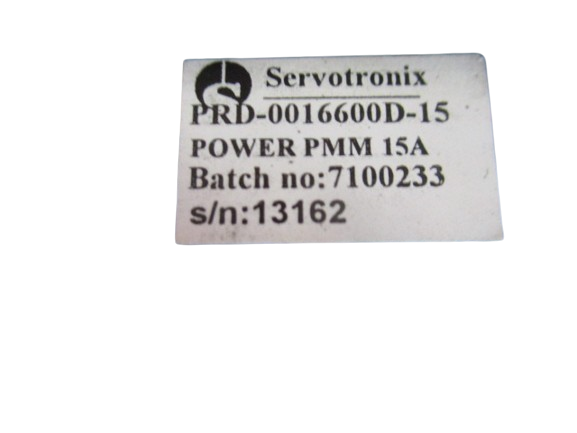 Servotronix
PRD-0016600D-15
POWER PMM 15A
Batch no:7100233
s/n:13162